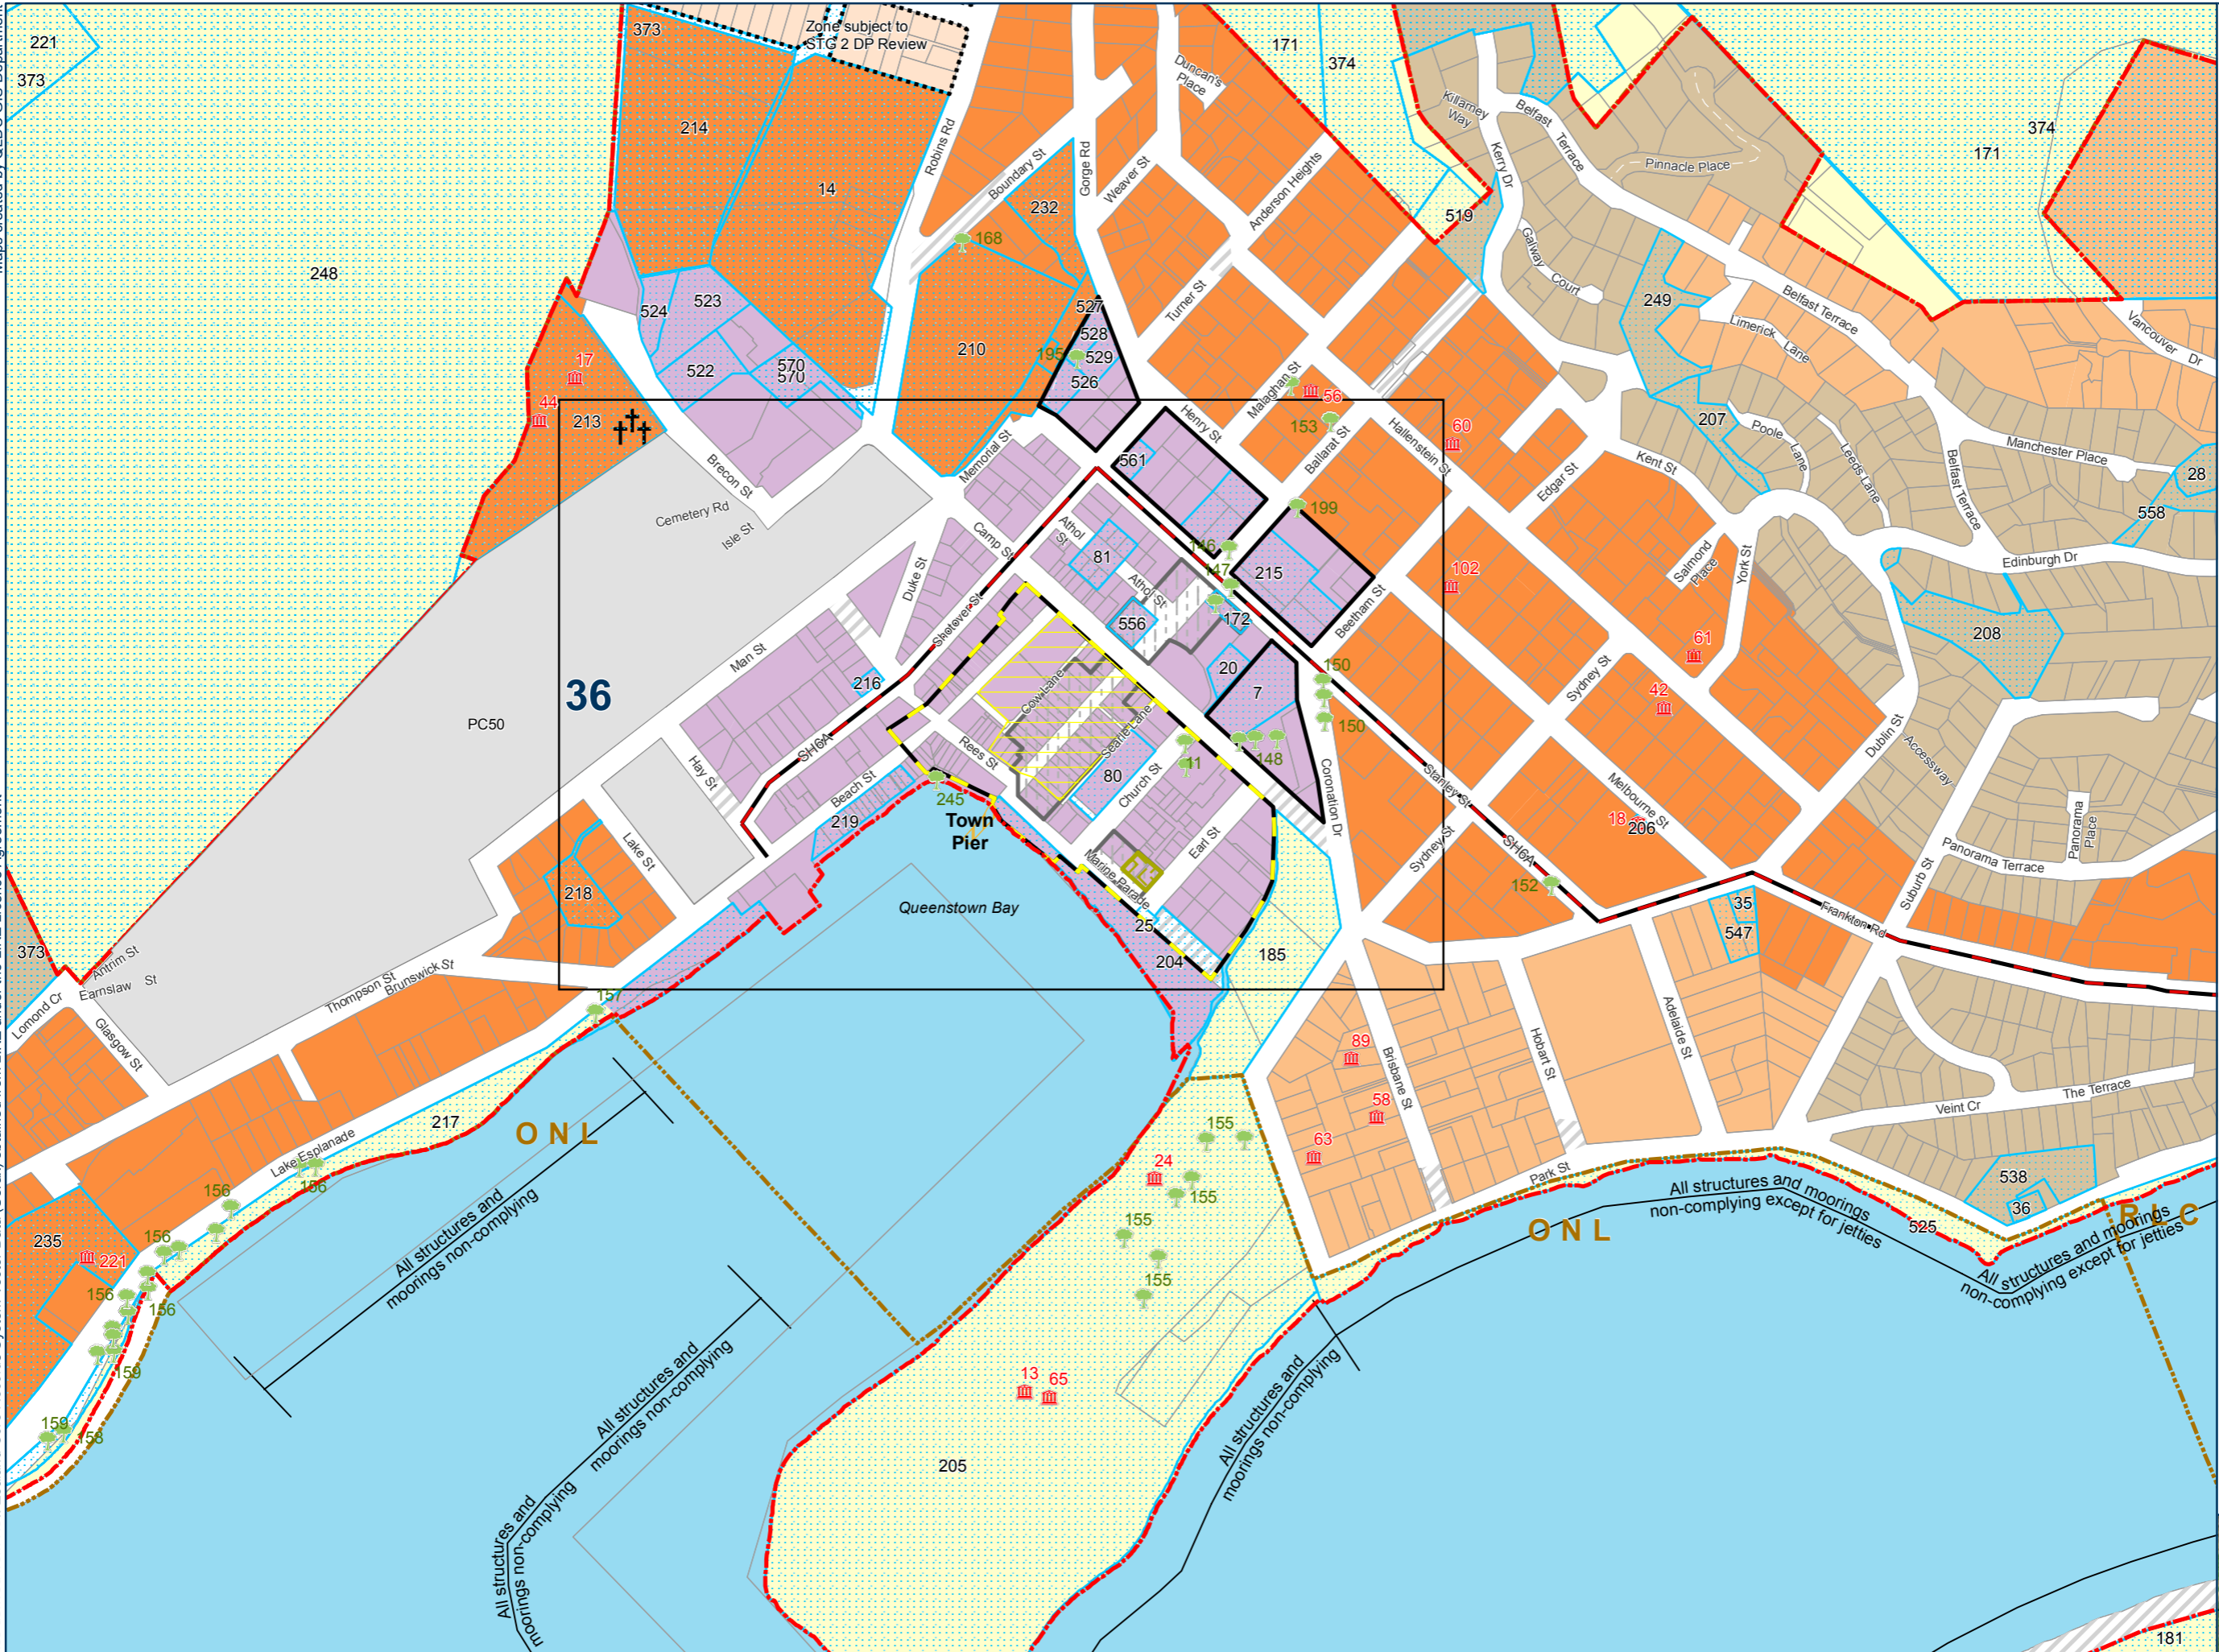 Zone subject to
STG 2 DP Review
221
373
373
214
14
248
171
374
374
171
Duncan's
Place
Killarney
Way
Belfast Terrace
Kerry Dr
Pinnacle Place
Robins Rd
Boundary St
Gorge Rd
Weaver St
Anderson Heights
232
168
519
Galway Court
249
Belfast Terrace
Limerick Lane
Vancouver Dr
524
523
522
570
570
210
527
528
529
526
195
Turner St
17
44
213
Malaghan St
56
153
Ballarat St
Henry St
Hallenstein St
60
207
Poole Lane
Leeds Lane
Belfast Terrace
Manchester Place
28
558
Kent St
Edgar St
Memorial St
561
Brecon St
Cemetery Rd
Isle St
Camp St
Athol
St
81
Athol St
199
146
147
215
102
Salmond
Place
York St
Edinburgh Dr
Duke St
Shotover St
556
172
Beetham St
208
36
Man St
216
20
7
150
150
61
42
Sydney St
PC50
Cow Lane
Searle Lane
SH6A
Rees St
11
148
Hay St
Beach St
80
Church St
Coronation Dr
Stanley St
Melbourne St
18
206
Dublin St
Accessway
245
Town
Pier
219
Lake St
Earl St
Sydney St
SH6A
Panorama
Place
Panorama Terrace
Suburb St
218
Marine Parade
152
Queenstown Bay
25
204
185
35
547
Frankton Rd
373
Antrim St
Earnslaw St
Lomond Cr
Glasgow St
Thompson St
Brunswick St
157
Adelaide St
Hobart St
Brisbane St
89
58
63
217
ONL
Lake Esplanade
156
156
156
156
156
155
155
155
155
24
The Terrace
Veint Cr
Park St
538
36
525
ONL
RLC
All structures and moorings
non-complying except for jetties
All structures and moorings
non-complying except for jetties
235
221
All structures and
moorings non-complying
159
159
158
13
65
All structures and
moorings non-complying
All structures and
moorings non-complying
All structures and
moorings non-complying
205
181